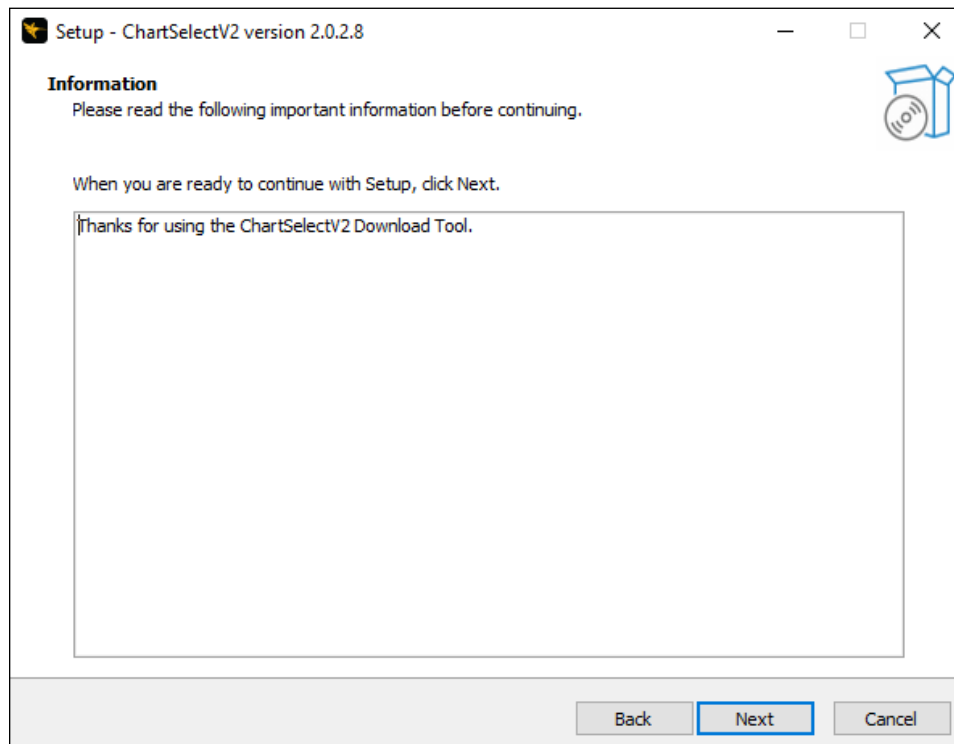 Setup - ChartSelectV2 version 2.0.2.8
Information
Please read the following important information before continuing.
When you are ready to continue with Setup, click Next.
Thanks for using the ChartSelectV2 Download Tool.
Back Next Cancel